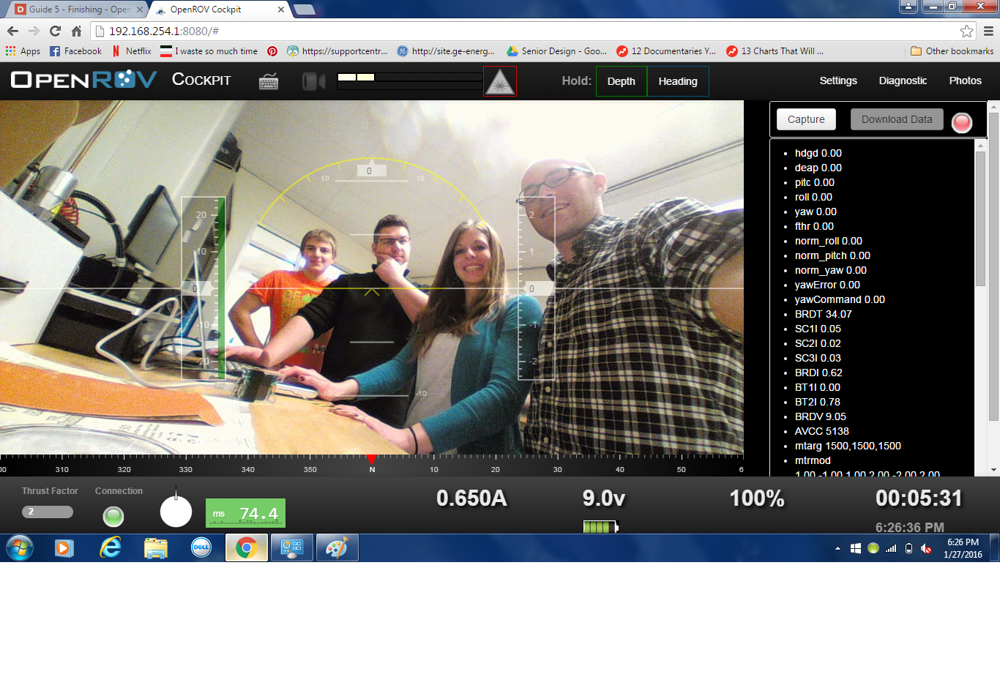 Guide 5 - Finishing - Open
OpenROV Cockpit
192.168.254.1:8080/#
Apps
Facebook
Netflix
I waste so much time
https://supportcentr...
http://site.ge-energ...
Senior Design - Goo...
12 Documentaries Y...
13 Charts That Will ...
Other bookmarks
OPENROV
COCKPIT
Hold:
Depth
Heading
Settings
Diagnostic
Photos
Capture
Download Data
hdgd 0.00
deap 0.00
pitc 0.00
roll 0.00
yaw 0.00
fthr 0.00
norm_roll 0.00
norm_pitch 0.00
norm_yaw 0.00
yawError 0.00
yawCommand 0.00
BRDT 34.07
SC1I 0.05
SC2I 0.02
SC3I 0.03
BRDI 0.62
BT1I 0.00
BT2I 0.78
BRDV 9.05
AVCC 5138
mtarg 1500,1500,1500
mtrmod
1.00,-1.00,1.00,2.00,-2.00,2.00
10 0 10
20
10
0
-10
-20
2
1
0
-1
-2
-10 -10
00 310 320 330 340 350 N 10 20 30 40 50 6
Thrust Factor
2
Connection
ms 74.4
0.650A
9.0v
100%
00:05:31
6:26:36 PM
DELL
6:26 PM
1/27/2016